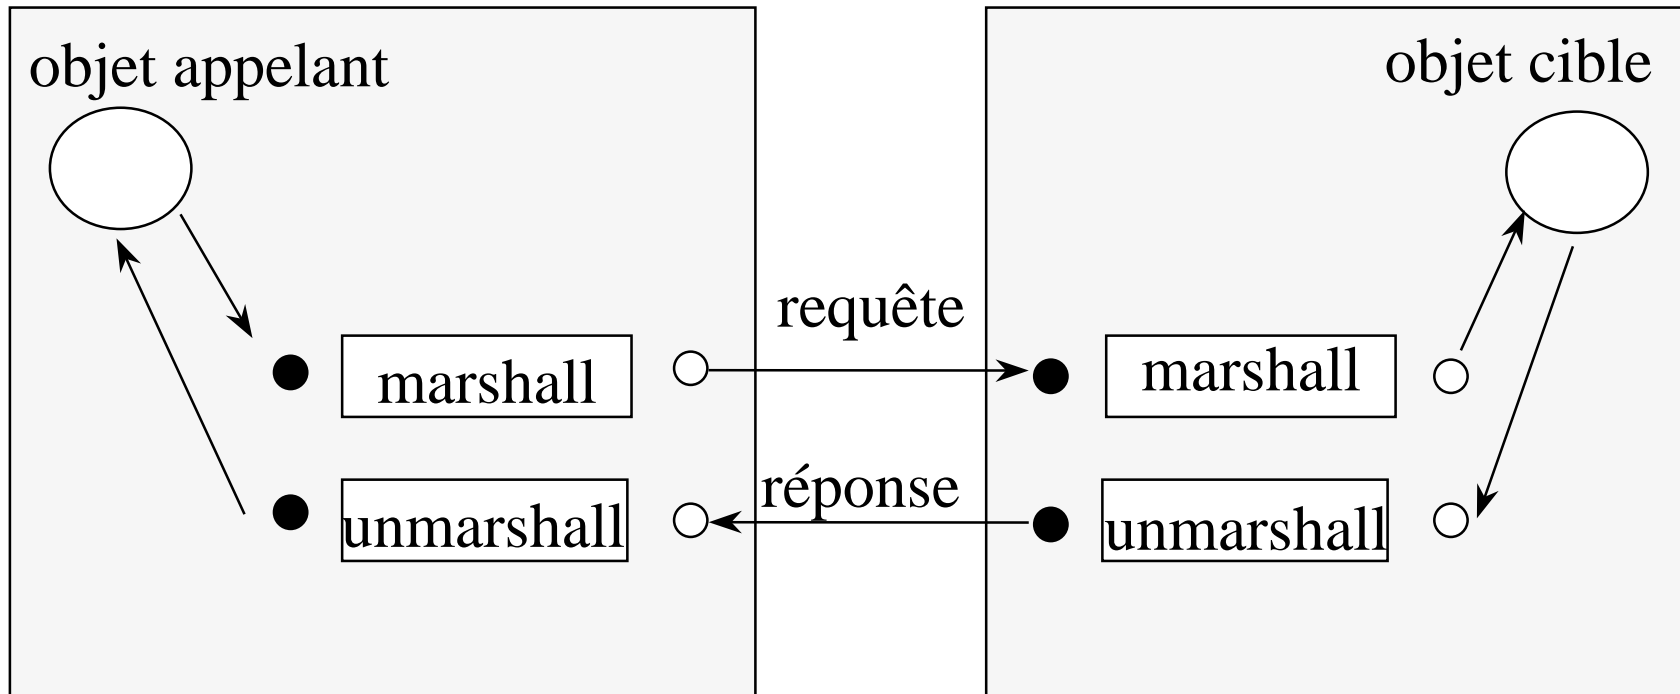 objet appelant
objet cible
requête
marshall
marshall
réponse
unmarshall
unmarshall